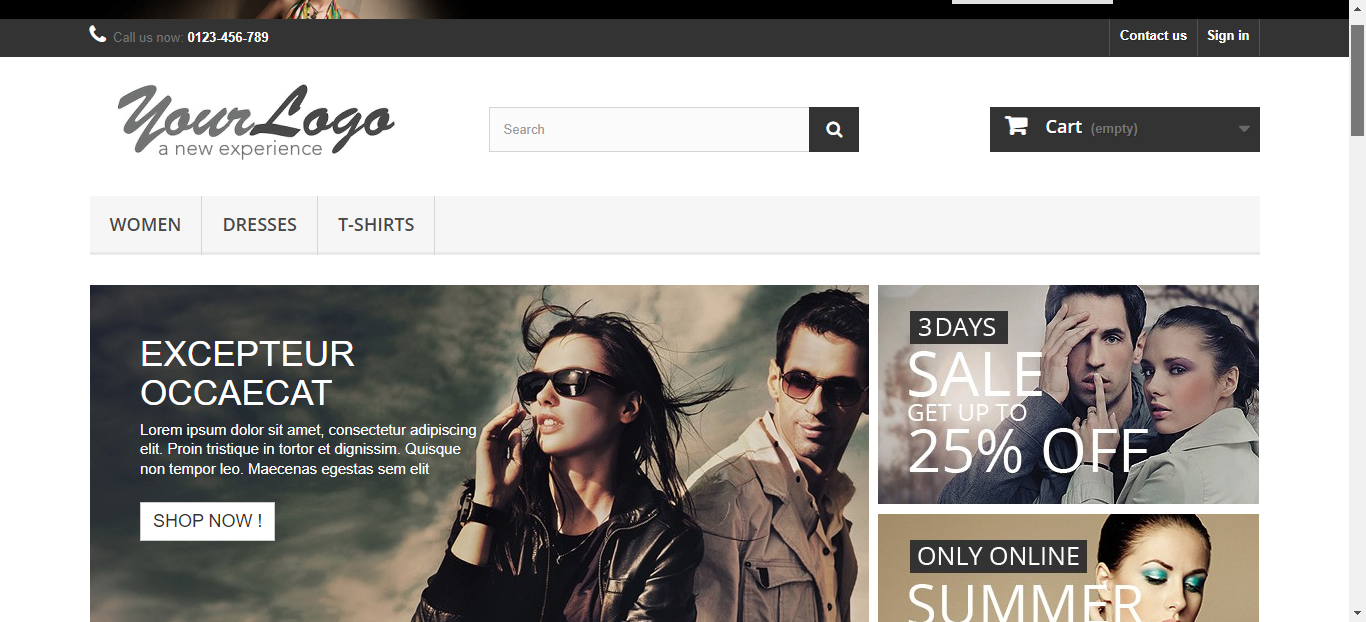 Call us now: 0123-456-789
Contact us
Sign in
YourLogo
a new experience
Search
Cart (empty)
WOMEN
DRESSES
T-SHIRTS
EXCEPTEUR
OCCAECAT
Lorem ipsum dolor sit amet, consectetur adipiscing
elit. Proin tristique in tortor et dignissim. Quisque
non tempor leo. Maecenas egestas sem elit
SHOP NOW !
3DAYS
SALE
GET UP TO
25% OFF
ONLY ONLINE
SUMMER